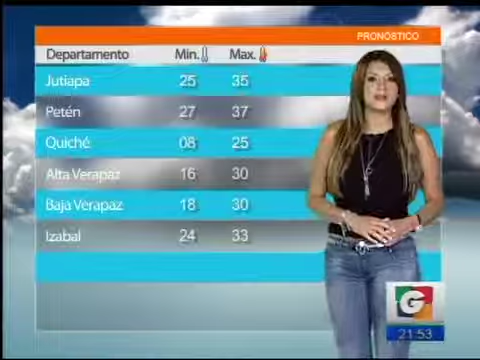 PRONÓSTICO
Departamento Min. Max.
Jutiapa 25 35
Petén 27 37
Quiché 08 25
Alta Verapaz 16 30
Baja Verapaz 18 30
Izabal 24 33
G
21:53